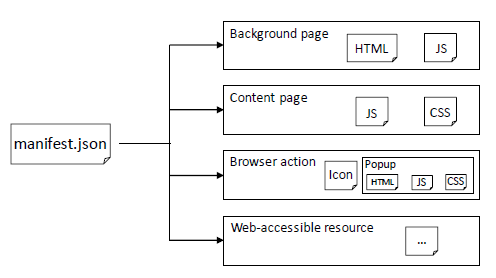 Background page
HTML
JS
Content page
JS
CSS
manifest.json
Browser action
Icon
Popup
HTML
JS
CSS
Web-accessible resource
...